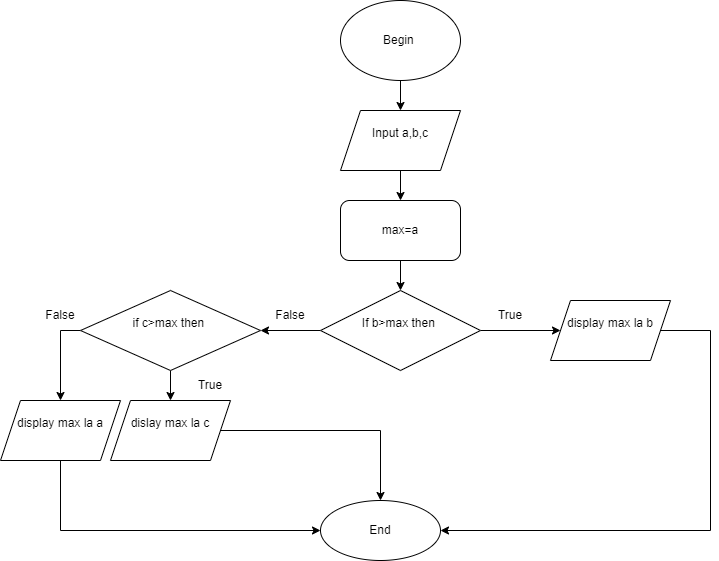 Begin
Input a,b,c
max=a
If b>max then
True
display max la b
False
if c>max then
False
True
display max la a
dislay max la c
End